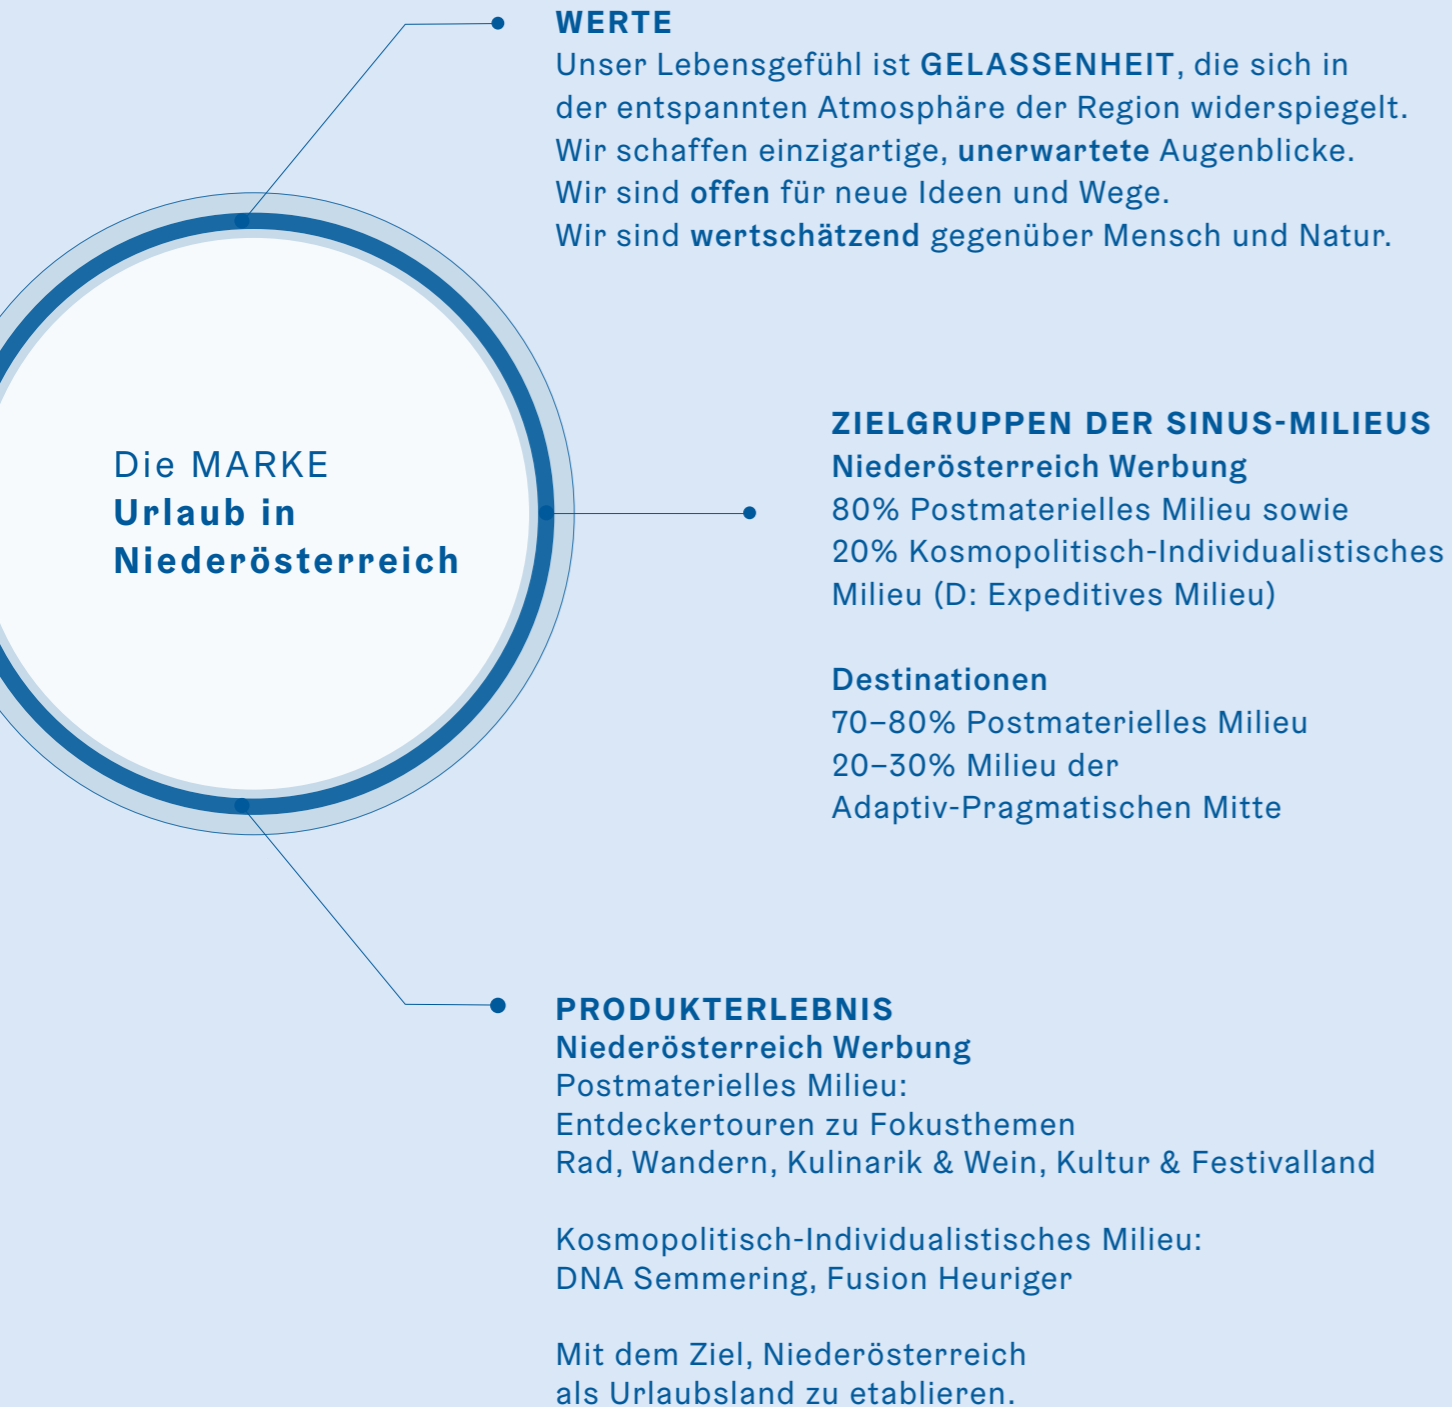 WERTE
Unser Lebensgefühl ist GELASSENHEIT, die sich in
der entspannten Atmosphäre der Region widerspiegelt.
Wir schaffen einzigartige, unerwartete Augenblicke.
Wir sind offen für neue Ideen und Wege.
Wir sind wertschätzend gegenüber Mensch und Natur.
Die MARKE
Urlaub in
Niederösterreich
ZIELGRUPPEN DER SINUS-MILIEUS
Niederösterreich Werbung
80% Postmaterielles Milieu sowie
20% Kosmopolitisch-Individualistisches
Milieu (D: Expeditives Milieu)
Destinationen
70–80% Postmaterielles Milieu
20–30% Milieu der
Adaptiv-Pragmatischen Mitte
PRODUKTERLEBNIS
Niederösterreich Werbung
Postmaterielles Milieu:
Entdeckertouren zu Fokusthemen
Rad, Wandern, Kulinarik & Wein, Kultur & Festivalland
Kosmopolitisch-Individualistisches Milieu:
DNA Semmering, Fusion Heuriger
Mit dem Ziel, Niederösterreich
als Urlaubsland zu etablieren.